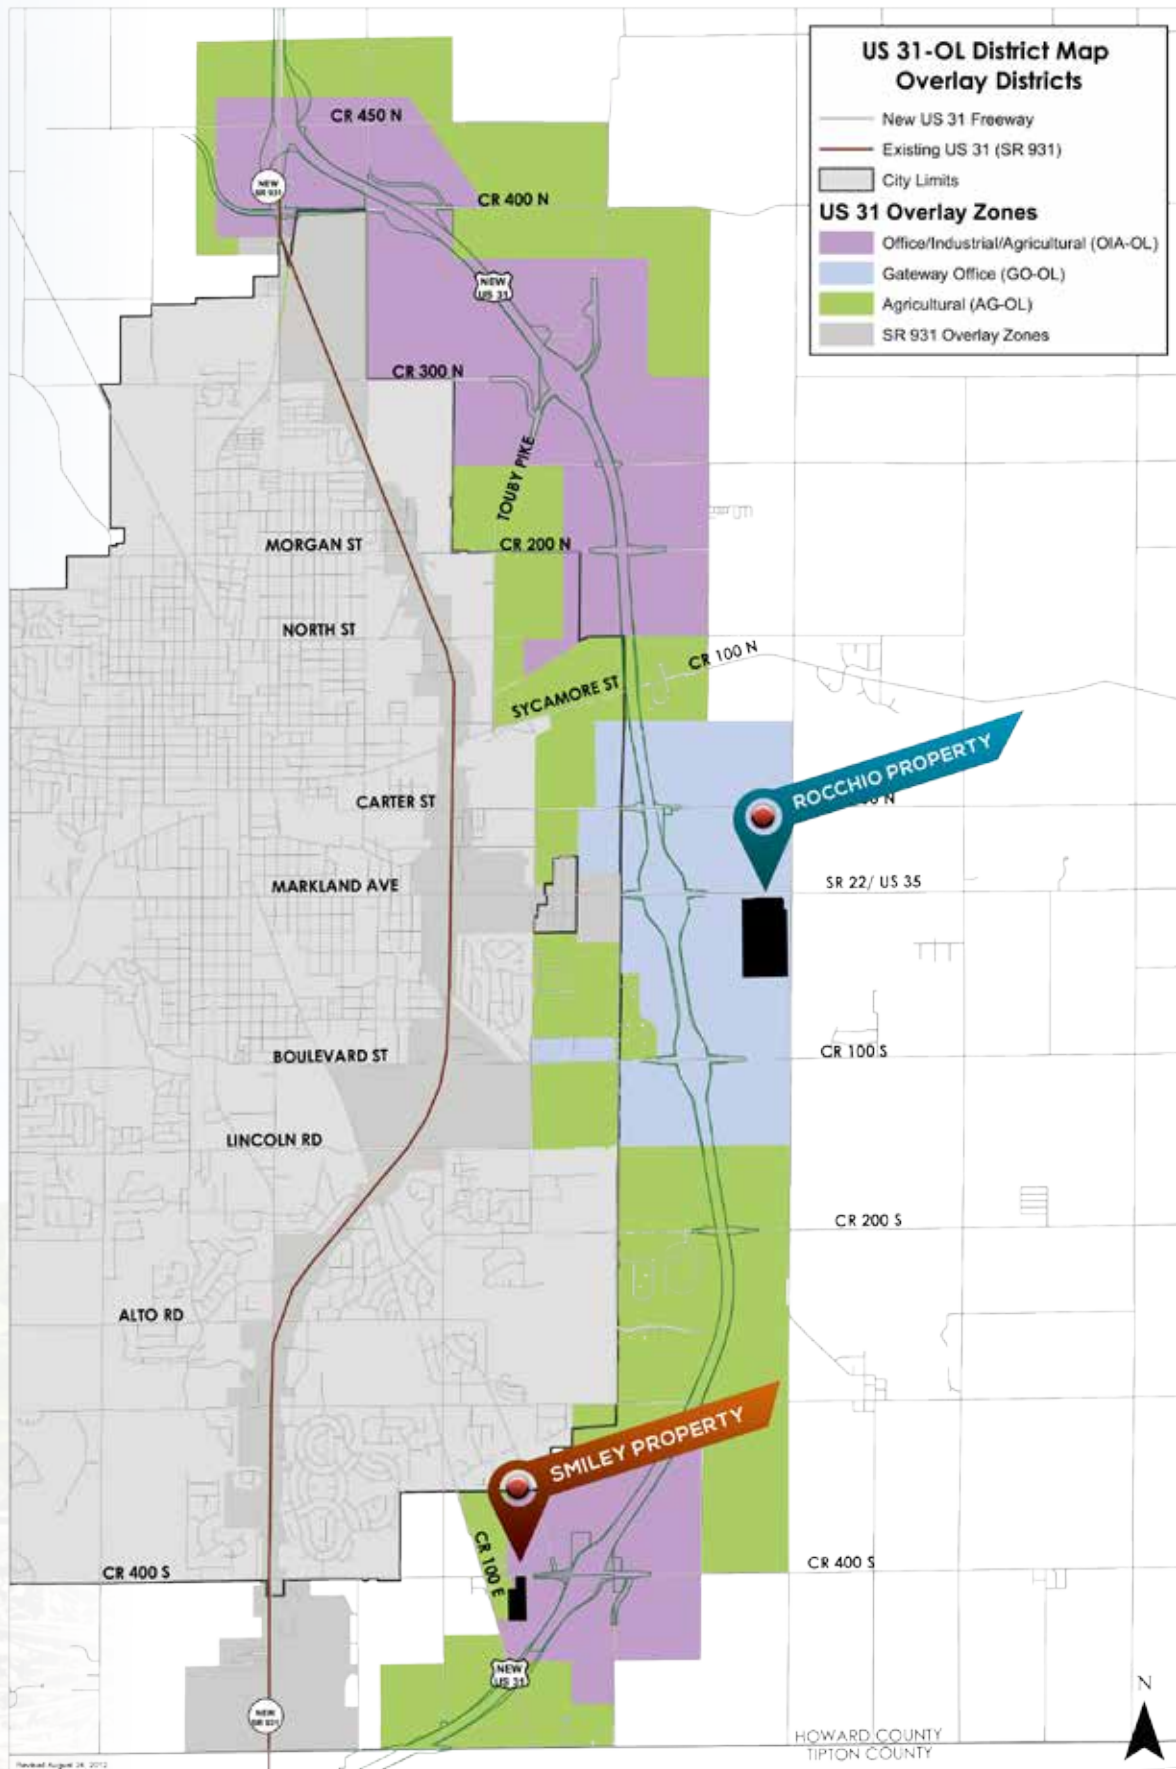 US 31-OL District Map
Overlay Districts
New US 31 Freeway
Existing US 31 (SR 931)
City Limits
US 31 Overlay Zones
Office/Industrial/Agricultural (OIA-OL)
Gateway Office (GO-OL)
Agricultural (AG-OL)
SR 931 Overlay Zones
CR 450 N
NEW
SR 931
CR 400 N
NEW
US 31
CR 300 N
TOUBY PIKE
MORGAN ST
CR 200 N
NORTH ST
CR 100 N
SYCAMORE ST
ROCCHIO PROPERTY
CARTER ST
N
MARKLAND AVE
SR 22/ US 35
BOULEVARD ST
CR 100 S
LINCOLN RD
CR 200 S
ALTO RD
SMILEY PROPERTY
CR 100 E
CR 400 S
CR 400 S
NEW
US 31
NEW
SR 931
N
HOWARD COUNTY
TIPTON COUNTY
Revised August 24, 2012